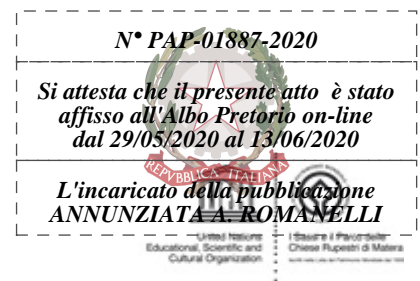 N° PAP-01887-2020
Si attesta che il presente atto è stato
affisso all'Albo Pretorio on-line
dal 29/05/2020 al 13/06/2020
REPVBBLICA ITALIANA
L'incaricato della pubblicazione
ANNUNZIATA A. ROMANELLI
United Nations
Educational, Scientific and
Cultural Organization
I Sassi e il Parco delle
Chiese Rupestri di Matera